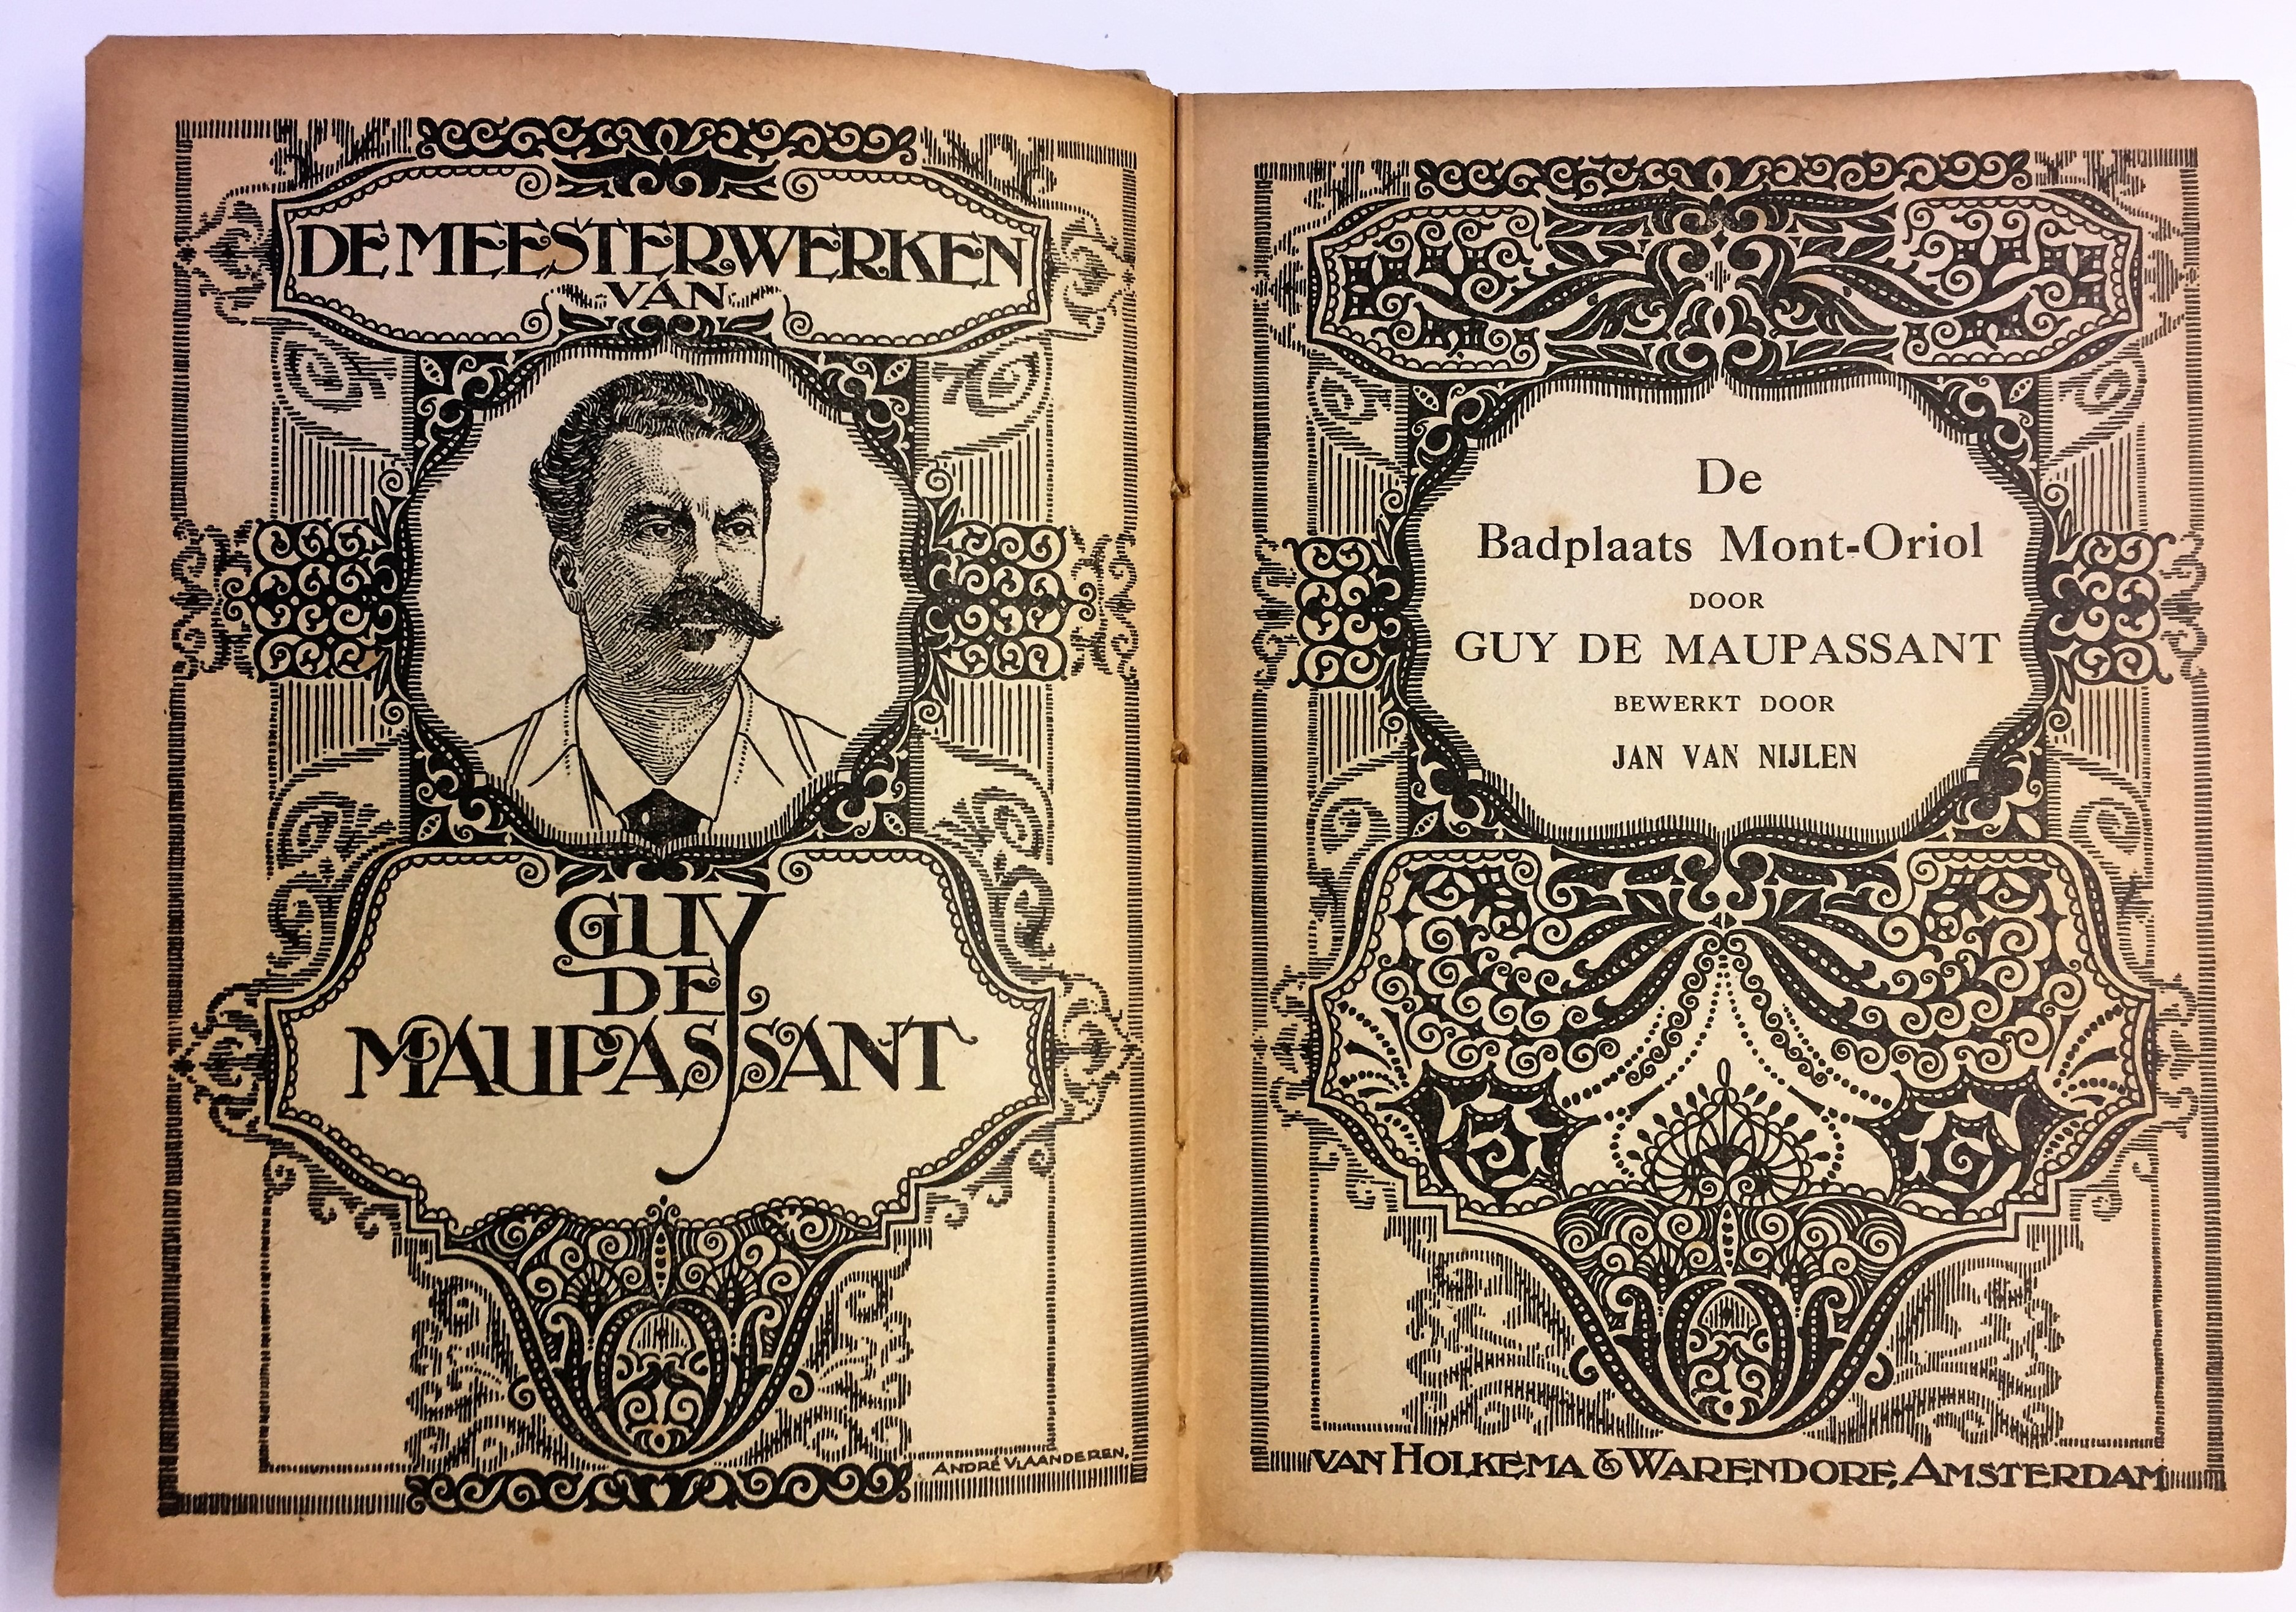 DE MEESTERWERKEN
VAN
GUY
DE
MAUPASSANT
ANDRÉ VLAANDEREN.
De
Badplaats Mont-Oriol
DOOR
GUY DE MAUPASSANT
BEWERKT DOOR
JAN VAN NIJLEN
VAN HOLKEMA & WARENDORF, AMSTERDAM